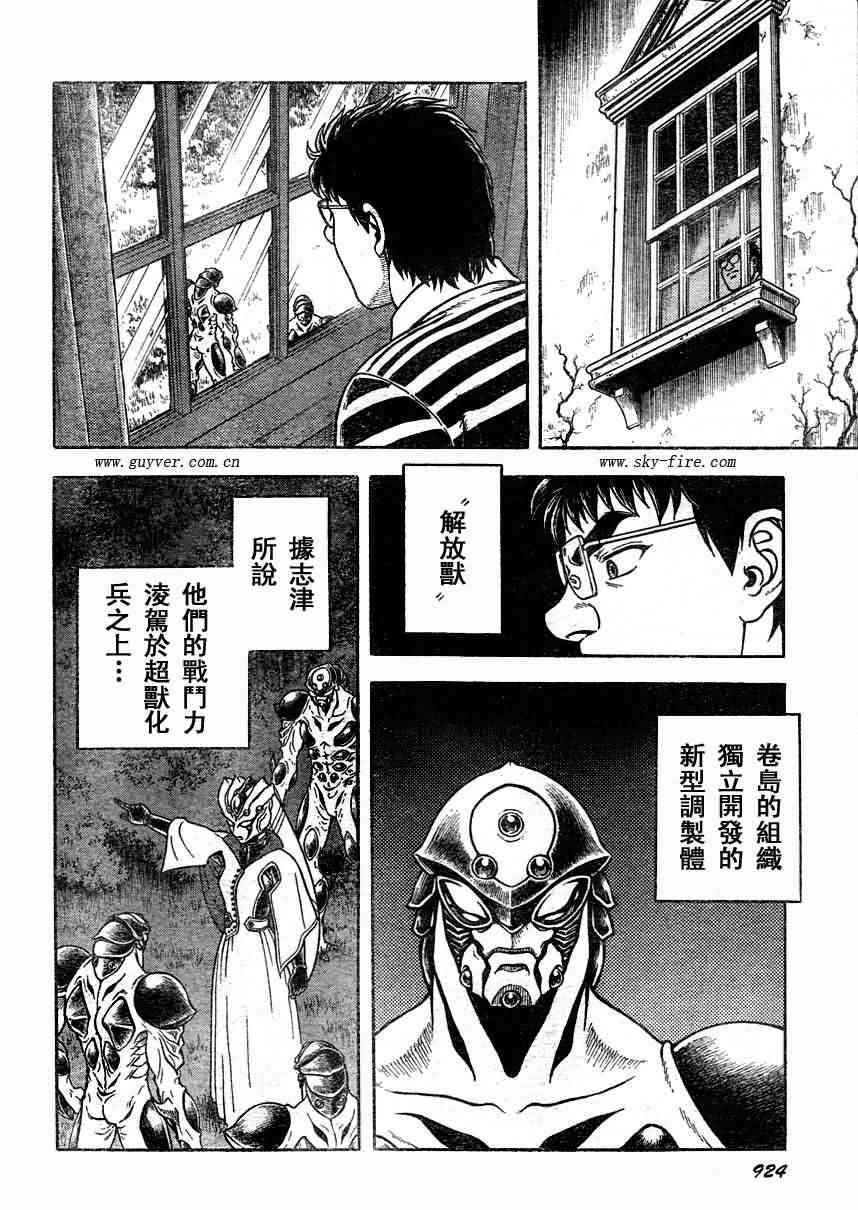 www.guyver.com.cn
www.sky-fire.com
〝解放獸〞
卷島的組織
獨立開發的
新型調製體
據志津
所說
他們的戰鬥力
淩駕於超獸化
兵之上…
924